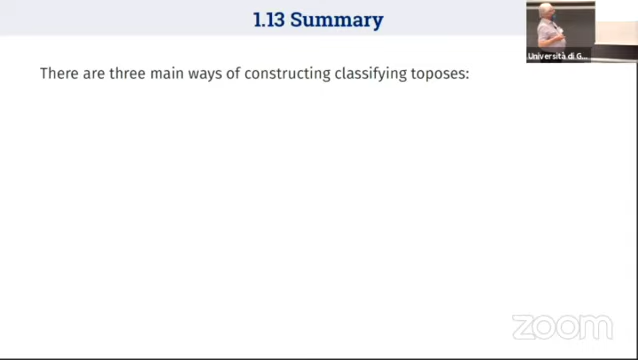 1.13 Summary
Università di G...
There are three main ways of constructing classifying toposes:
zoom